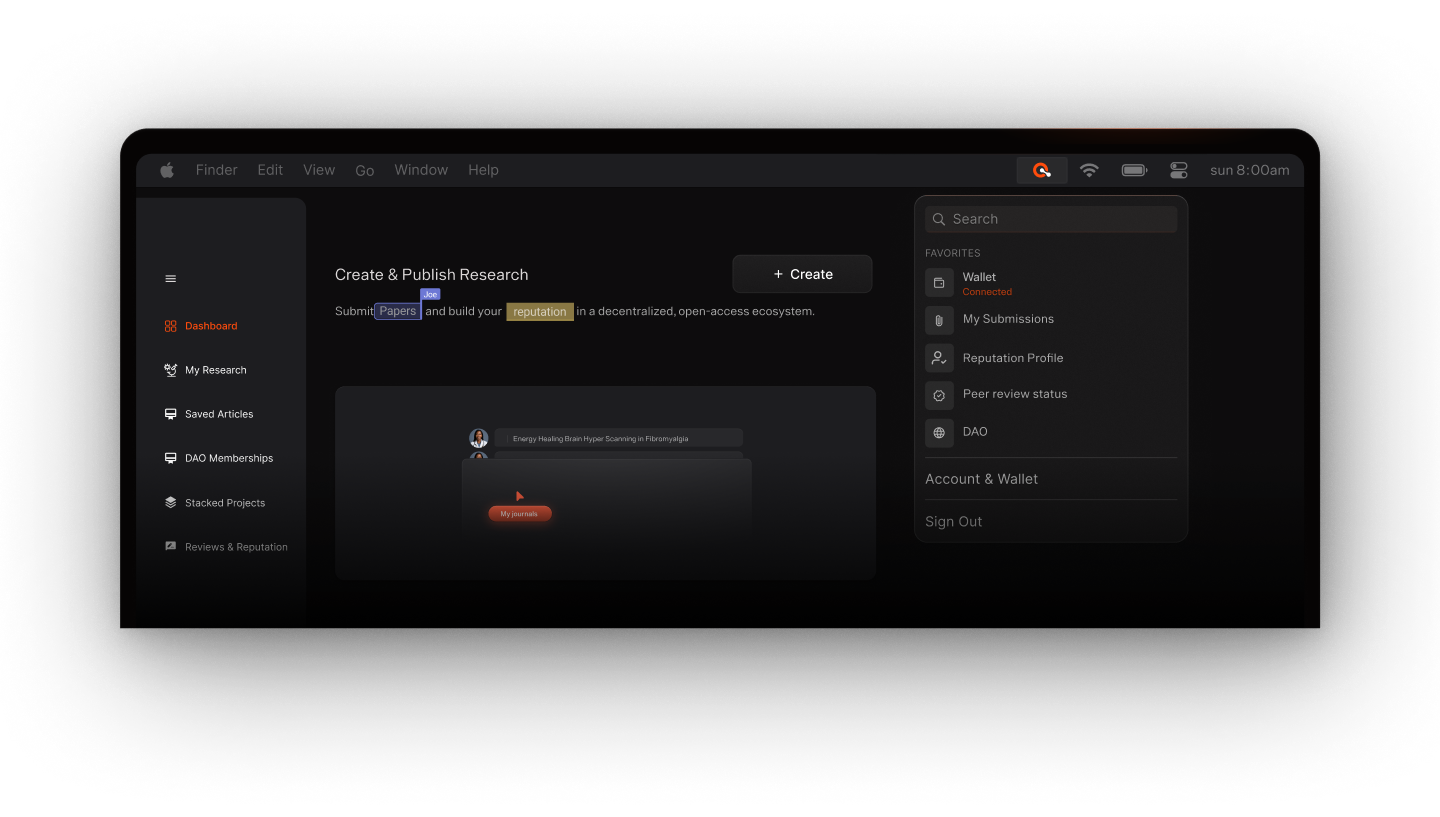 Finder Edit View Go Window Help
sun 8:00am
Dashboard
My Research
Saved Articles
DAO Memberships
Stacked Projects
Reviews & Reputation
Create & Publish Research
+ Create
Joe
Submit Papers and build your reputation in a decentralized, open-access ecosystem.
Energy Healing Brain Hyper Scanning in Fibromyalgia
My journals
Search
FAVORITES
Wallet
Connected
My Submissions
Reputation Profile
Peer review status
DAO
Account & Wallet
Sign Out